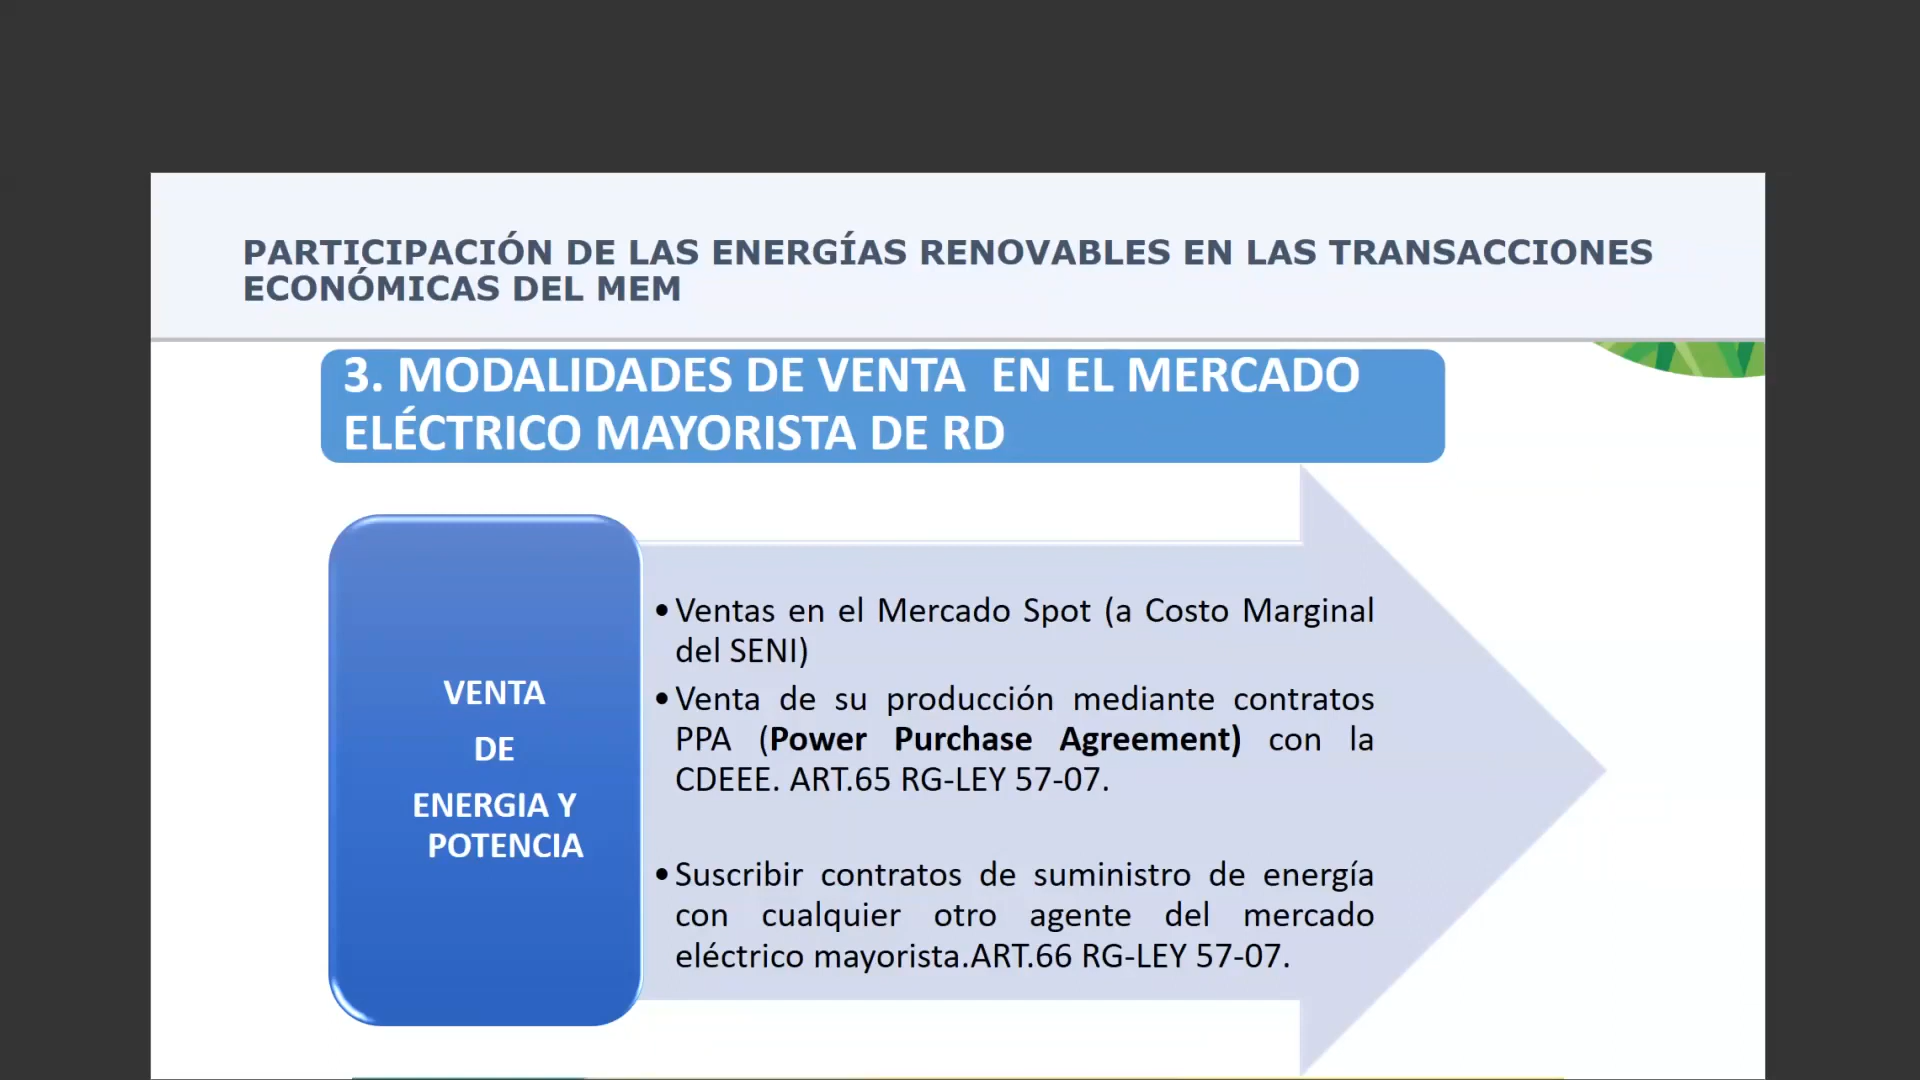 PARTICIPACIÓN DE LAS ENERGÍAS RENOVABLES EN LAS TRANSACCIONES
ECONÓMICAS DEL MEM
3. MODALIDADES DE VENTA  EN EL MERCADO
ELÉCTRICO MAYORISTA DE RD
VENTA
DE
ENERGIA Y
POTENCIA
•Ventas en el Mercado Spot (a Costo Marginal
del SENI)
•Venta de su producción mediante contratos
PPA (Power Purchase Agreement) con la
CDEEE. ART.65 RG-LEY 57-07.
•Suscribir contratos de suministro de energía
con cualquier otro agente del mercado
eléctrico mayorista.ART.66 RG-LEY 57-07.